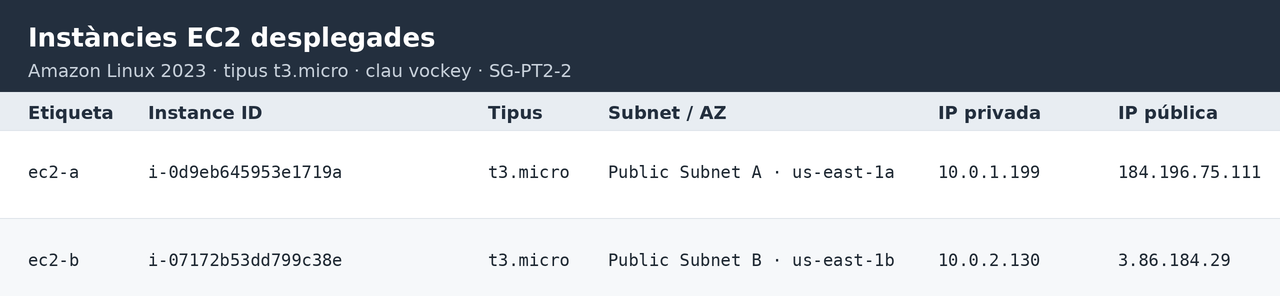 Instàncies EC2 desplegades
Amazon Linux 2023 · tipus t3.micro · clau vockey · SG-PT2-2
Etiqueta Instance ID Tipus Subnet / AZ IP privada IP pública
ec2-a i-0d9eb645953e1719a t3.micro Public Subnet A · us-east-1a 10.0.1.199 184.196.75.111
ec2-b i-07172b53dd799c38e t3.micro Public Subnet B · us-east-1b 10.0.2.130 3.86.184.29